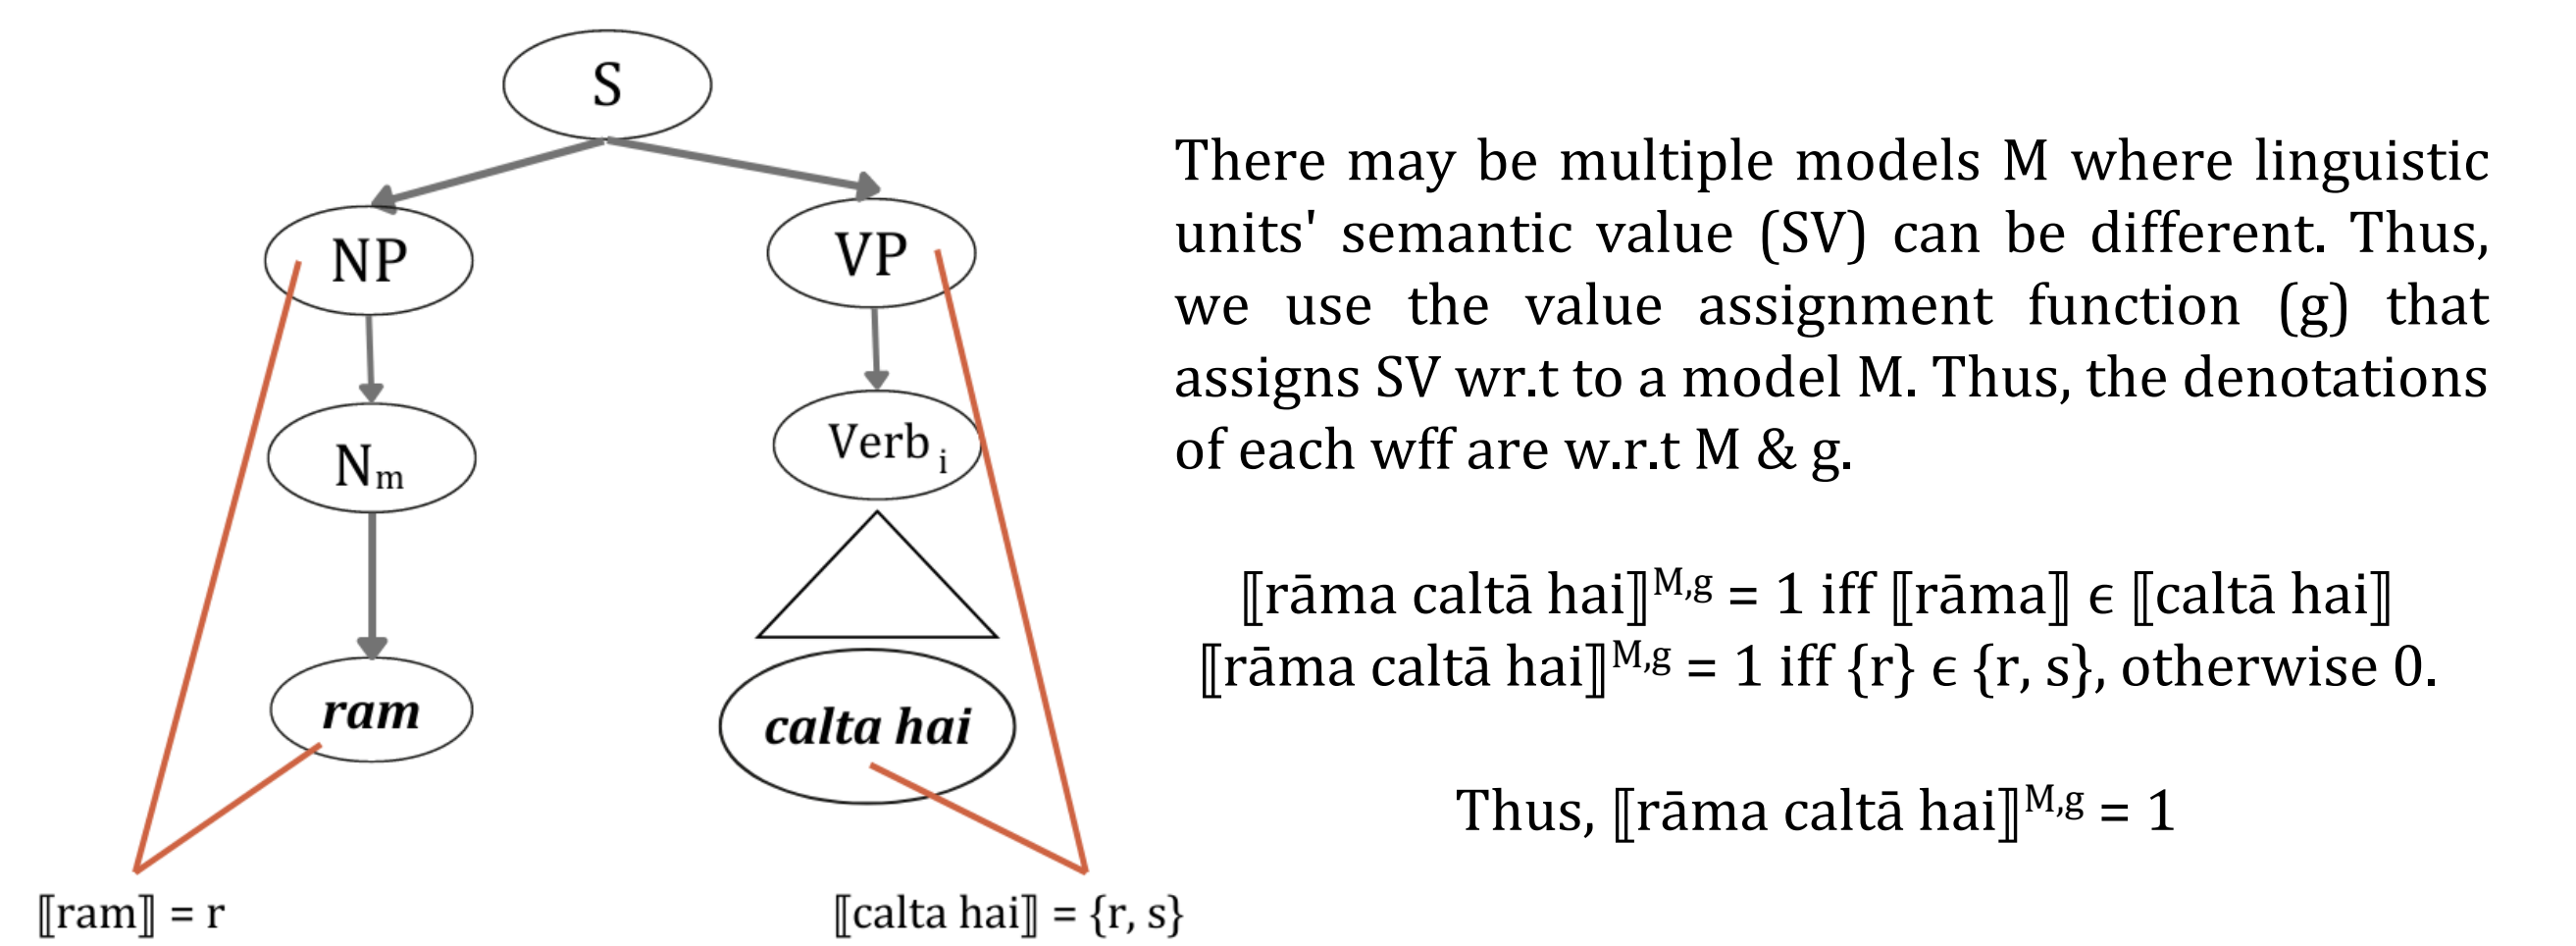 S
NP
VP
N m
Verb i
ram
calta hai
⟦ram⟧ = r
⟦calta hai⟧ = {r, s}
There may be multiple models M where linguistic
units' semantic value (SV) can be different. Thus,
we use the value assignment function (g) that
assigns SV wr.t to a model M. Thus, the denotations
of each wff are w.r.t M & g.
⟦rāma caltā hai⟧ᴹ,ᵍ = 1 iff ⟦rāma⟧ ϵ ⟦caltā hai⟧
⟦rāma caltā hai⟧ᴹ,ᵍ = 1 iff {r} ϵ {r, s}, otherwise 0.
Thus, ⟦rāma caltā hai⟧ᴹ,ᵍ = 1